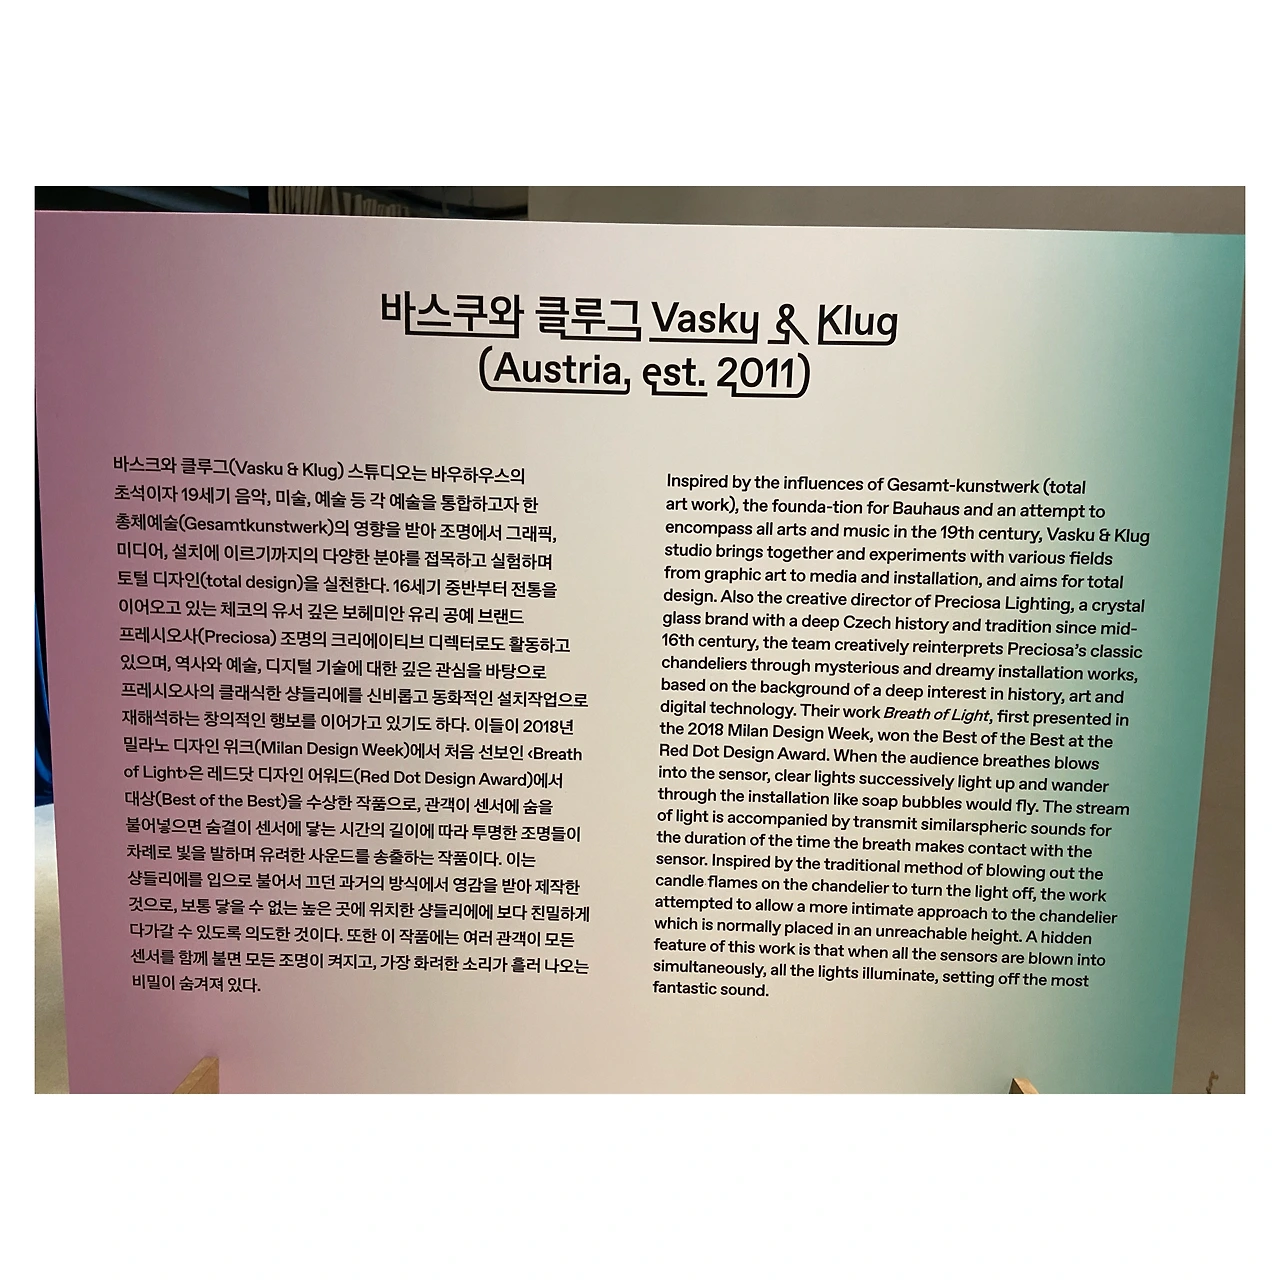 바스쿠와 클루그 Vasku & Klug
(Austria, est. 2011)
바스크와 클루그(Vasku & Klug) 스튜디오는 바우하우스의
초석이자 19세기 음악, 미술, 예술 등 각 예술을 통합하고자 한
총체예술(Gesamtkunstwerk)의 영향을 받아 조명에서 그래픽,
미디어, 설치에 이르기까지의 다양한 분야를 접목하고 실험하며
토털 디자인(total design)을 실천한다. 16세기 중반부터 전통을
이어오고 있는 체코의 유서 깊은 보헤미안 유리 공예 브랜드
프레시오사(Preciosa) 조명의 크리에이티브 디렉터로도 활동하고
있으며, 역사와 예술, 디지털 기술에 대한 깊은 관심을 바탕으로
프레시오사의 클래식한 샹들리에를 신비롭고 동화적인 설치작업으로
재해석하는 창의적인 행보를 이어가고 있기도 하다. 이들이 2018년
밀라노 디자인 위크(Milan Design Week)에서 처음 선보인 ‹Breath
of Light›은 레드닷 디자인 어워드(Red Dot Design Award)에서
대상(Best of the Best)을 수상한 작품으로, 관객이 센서에 숨을
불어넣으면 숨결이 센서에 닿는 시간의 길이에 따라 투명한 조명들이
차례로 빛을 발하며 유려한 사운드를 송출하는 작품이다. 이는
샹들리에를 입으로 불어서 끄던 과거의 방식에서 영감을 받아 제작한
것으로, 보통 닿을 수 없는 높은 곳에 위치한 샹들리에에 보다 친밀하게
다가갈 수 있도록 의도한 것이다. 또한 이 작품에는 여러 관객이 모든
센서를 함께 불면 모든 조명이 켜지고, 가장 화려한 소리가 흘러 나오는
비밀이 숨겨져 있다.
Inspired by the influences of Gesamt-kunstwerk (total
art work), the founda-tion for Bauhaus and an attempt to
encompass all arts and music in the 19th century, Vasku & Klug
studio brings together and experiments with various fields
from graphic art to media and installation, and aims for total
design. Also the creative director of Preciosa Lighting, a crystal
glass brand with a deep Czech history and tradition since mid-
16th century, the team creatively reinterprets Preciosa's classic
chandeliers through mysterious and dreamy installation works,
based on the background of a deep interest in history, art and
digital technology. Their work Breath of Light, first presented in
the 2018 Milan Design Week, won the Best of the Best at the
Red Dot Design Award. When the audience breathes blows
into the sensor, clear lights successively light up and wander
through the installation like soap bubbles would fly. The stream
of light is accompanied by transmit similarspheric sounds for
the duration of the time the breath makes contact with the
sensor. Inspired by the traditional method of blowing out the
candle flames on the chandelier to turn the light off, the work
attempted to allow a more intimate approach to the chandelier
which is normally placed in an unreachable height. A hidden
feature of this work is that when all the sensors are blown into
simultaneously, all the lights illuminate, setting off the most
fantastic sound.